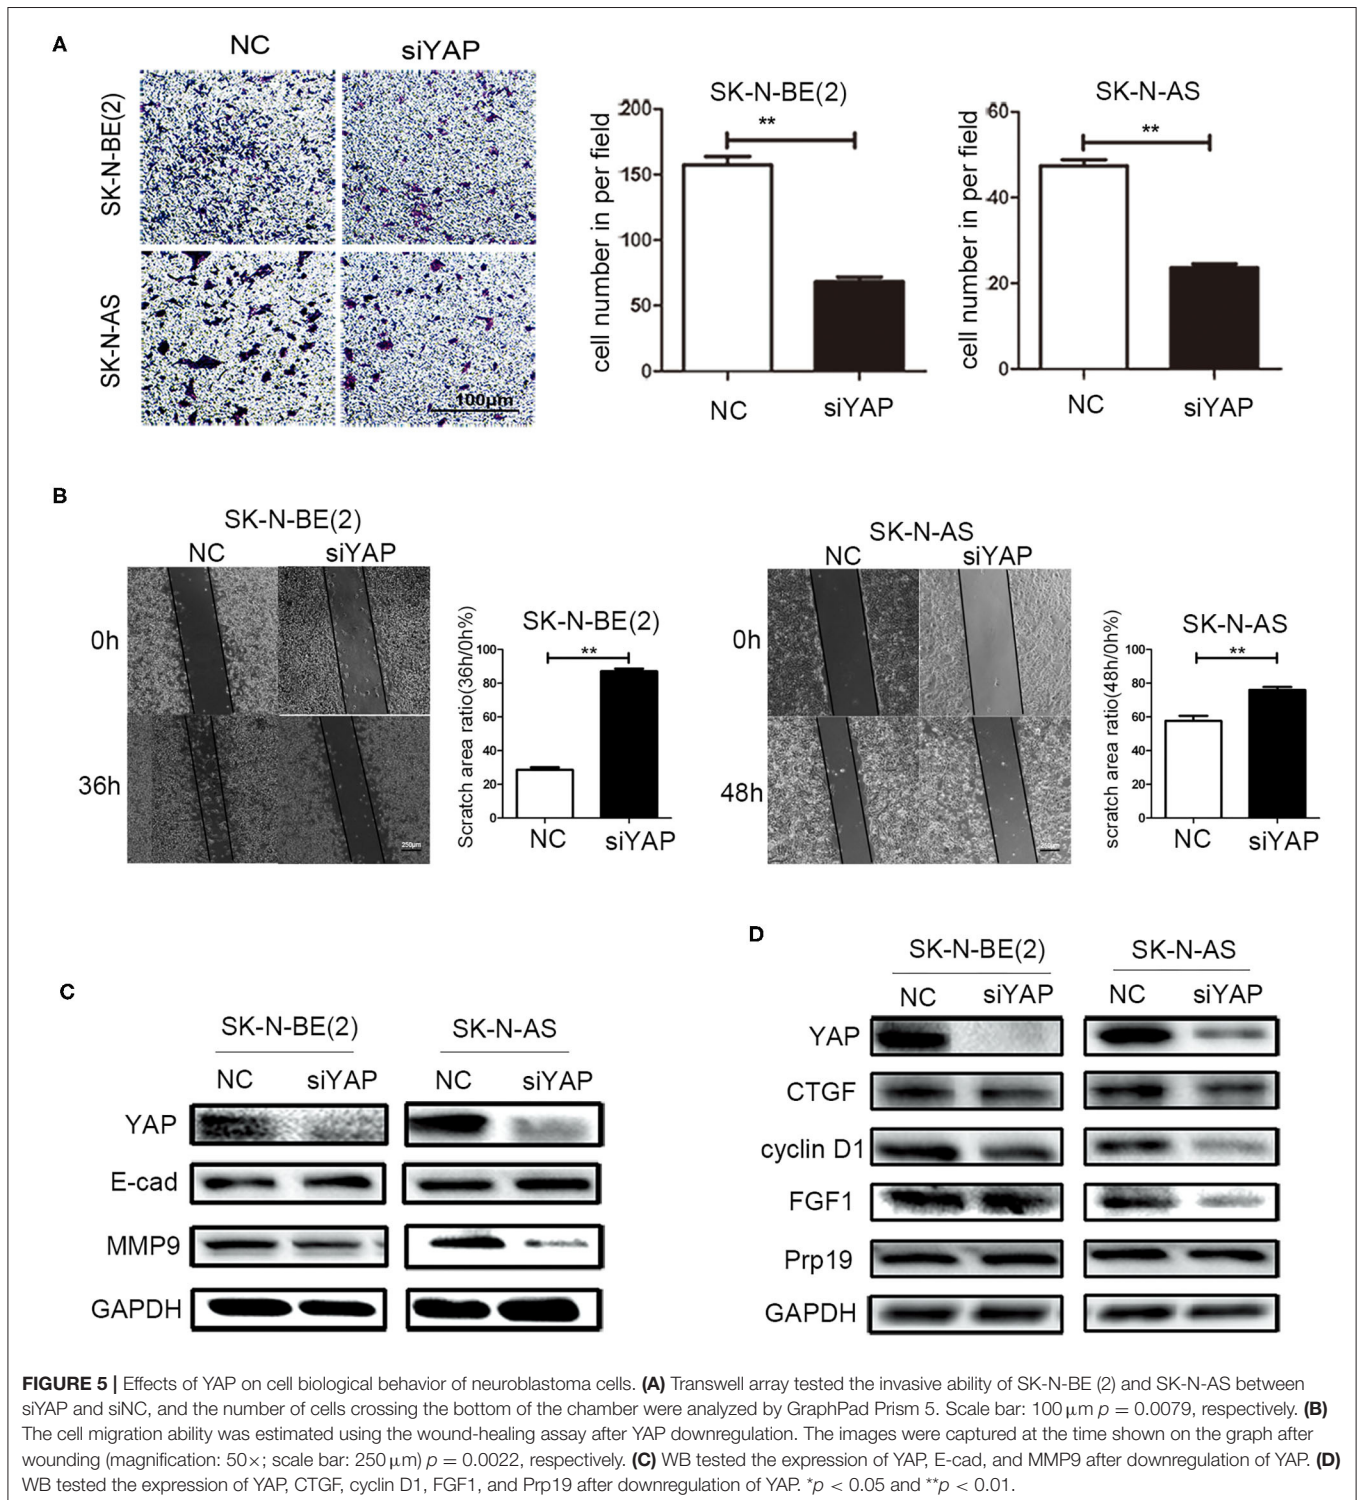 A
NC
siYAP
SK-N-BE(2)
SK-N-AS
100μm
SK-N-BE(2)
cell number in per field
200
150
100
50
0
**
NC
siYAP
SK-N-AS
cell number in per field
60
40
20
0
**
NC
siYAP
B
SK-N-BE(2)
NC
siYAP
0h
36h
250μm
SK-N-BE(2)
Scratch area ratio(36h/0h%)
100
80
60
40
20
0
**
NC
siYAP
SK-N-AS
NC
siYAP
0h
48h
SK-N-AS
scratch area ratio(48h/0h%)
100
80
60
40
20
0
**
NC
siYAP
C
SK-N-BE(2)
SK-N-AS
NC
siYAP
NC
siYAP
YAP
E-cad
MMP9
GAPDH
D
SK-N-BE(2)
SK-N-AS
NC
siYAP
NC
siYAP
YAP
CTGF
cyclin D1
FGF1
Prp19
GAPDH
FIGURE 5 | Effects of YAP on cell biological behavior of neuroblastoma cells. (A) Transwell array tested the invasive ability of SK-N-BE (2) and SK-N-AS between
siYAP and siNC, and the number of cells crossing the bottom of the chamber were analyzed by GraphPad Prism 5. Scale bar: 100 μm p = 0.0079, respectively. (B)
The cell migration ability was estimated using the wound-healing assay after YAP downregulation. The images were captured at the time shown on the graph after
wounding (magnification: 50×; scale bar: 250 μm) p = 0.0022, respectively. (C) WB tested the expression of YAP, E-cad, and MMP9 after downregulation of YAP. (D)
WB tested the expression of YAP, CTGF, cyclin D1, FGF1, and Prp19 after downregulation of YAP. *p < 0.05 and **p < 0.01.